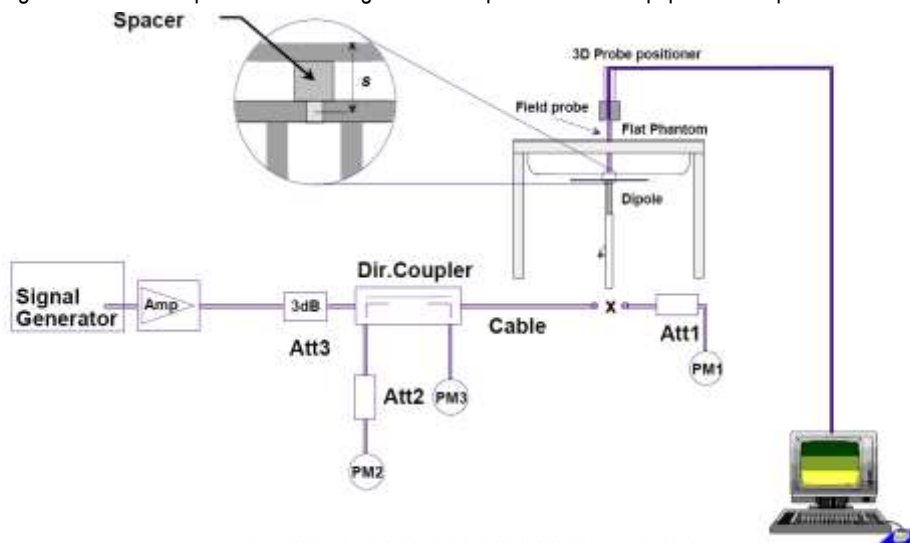 Spacer
s
3D Probe positioner
Field probe
Flat Phantom
Dipole
Signal
Generator
Amp
3dB
Att3
Dir.Coupler
Cable
x
Att1
PM1
Att2
PM3
PM2